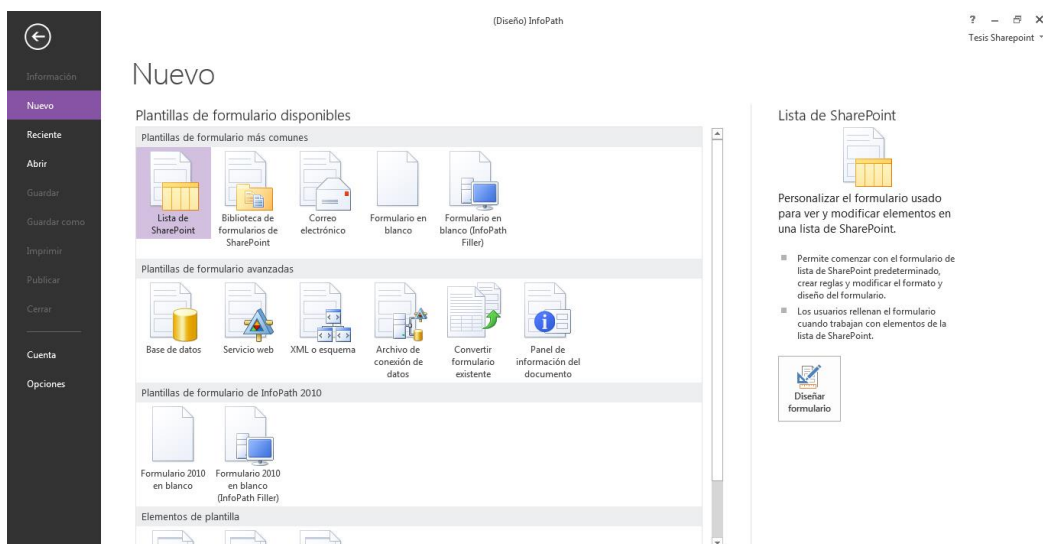 (Diseño) InfoPath
?
Tesis Sharepoint
Información
Nuevo
Reciente
Abrir
Guardar
Guardar como
Imprimir
Publicar
Cerrar
Cuenta
Opciones
Nuevo
Plantillas de formulario disponibles
Plantillas de formulario más comunes
Lista de
SharePoint
Biblioteca de
formularios de
SharePoint
Correo
electrónico
Formulario en
blanco
Formulario en
blanco (InfoPath
Filler)
Plantillas de formulario avanzadas
Base de datos
Servicio web
XML o esquema
Archivo de
conexión de
datos
Convertir
formulario
existente
Panel de
información del
documento
Plantillas de formulario de InfoPath 2010
Formulario 2010
en blanco
Formulario 2010
en blanco
(InfoPath Filler)
Elementos de plantilla
Lista de SharePoint
Personalizar el formulario usado
para ver y modificar elementos en
una lista de SharePoint.
Permite comenzar con el formulario de
lista de SharePoint predeterminado,
crear reglas y modificar el formato y
diseño del formulario.
Los usuarios rellenan el formulario
cuando trabajan con elementos de la
lista de SharePoint.
Diseñar
formulario